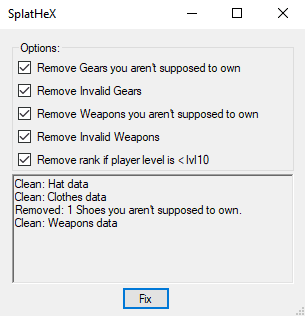 SplatHeX
Options:
Remove Gears you aren't supposed to own
Remove Invalid Gears
Remove Weapons you aren't supposed to own
Remove Invalid Weapons
Remove rank if player level is < lvl10
Clean: Hat data
Clean: Clothes data
Removed: 1 Shoes you aren't supposed to own.
Clean: Weapons data
Fix